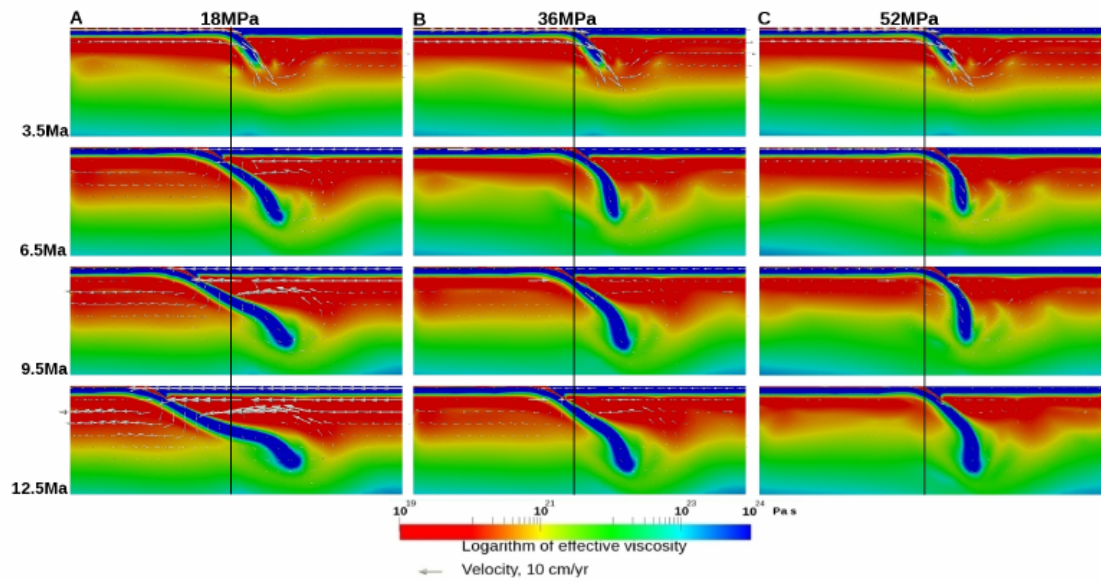 A 18MPa B 36MPa C 52MPa
3.5Ma
6.5Ma
9.5Ma
12.5Ma
10^19 10^21 10^23 10^24 Pa s
Logarithm of effective viscosity
Velocity, 10 cm/yr